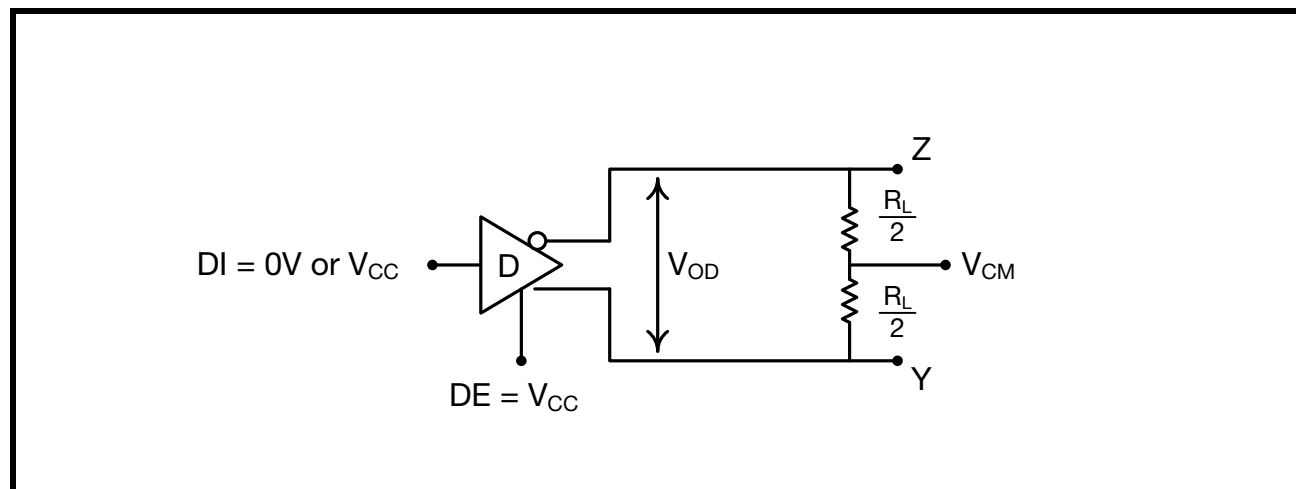 Z
R_L
2
DI = 0V or V_CC
D
V_OD
V_CM
R_L
2
Y
DE = V_CC